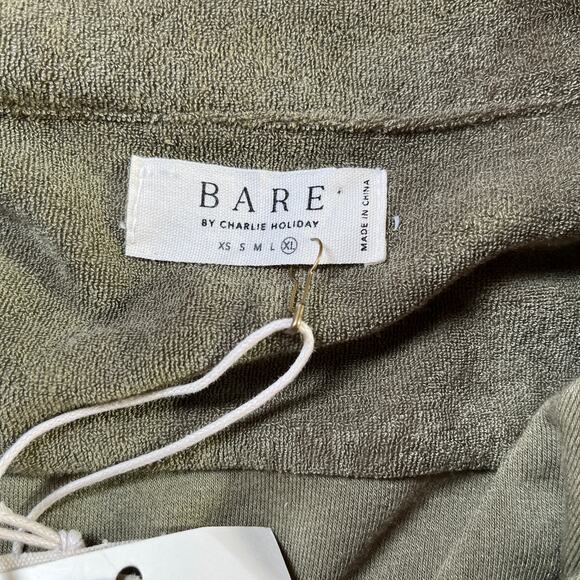 BARE
BY CHARLIE HOLIDAY
XS S M L XL
MADE IN CHINA